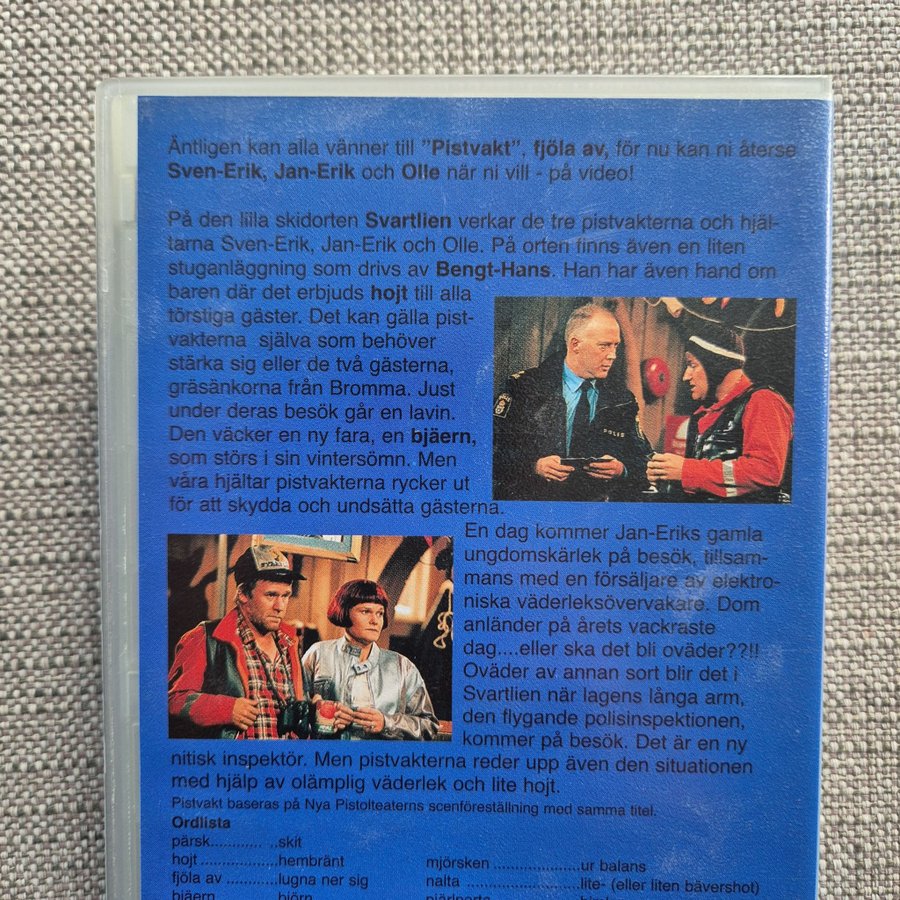 Äntligen kan alla vänner till ”Pistvakt”, fjöla av, för nu kan ni återse
Sven-Erik, Jan-Erik och Olle när ni vill - på video!
På den lilla skidorten Svartlien verkar de tre pistvakterna och hjäl-
tarna Sven-Erik, Jan-Erik och Olle. På orten finns även en liten
stuganläggning som drivs av Bengt-Hans. Han har även hand om
baren där det erbjuds hojt till alla
törstiga gäster. Det kan gälla pist-
vakterna själva som behöver
stärka sig eller de två gästerna,
gräsänkorna från Bromma. Just
under deras besök går en lavin.
Den väcker en ny fara, en bjäern,
som störs i sin vintersömn. Men
våra hjältar pistvakterna rycker ut
för att skydda och undsätta gästerna.
POLIS
En dag kommer Jan-Eriks gamla
ungdomskärlek på besök, tillsam-
mans med en försäljare av elektro-
niska väderleksövervakare. Dom
anländer på årets vackraste
dag....eller ska det bli oväder??!!
Oväder av annan sort blir det i
Svartlien när lagens långa arm,
den flygande polisinspektionen,
kommer på besök. Det är en ny
nitisk inspektör. Men pistvakterna reder upp även den situationen
med hjälp av olämplig väderlek och lite hojt.
Pistvakt baseras på Nya Pistolteaterns scenföreställning med samma titel.
Ordlista
pärsk............. ..skit
hojt ..................hembränt
fjöla av ............lugna ner sig
bjäern björn
mjörsken ....................ur balans
nalta ..........................lite- (eller liten bävershot)